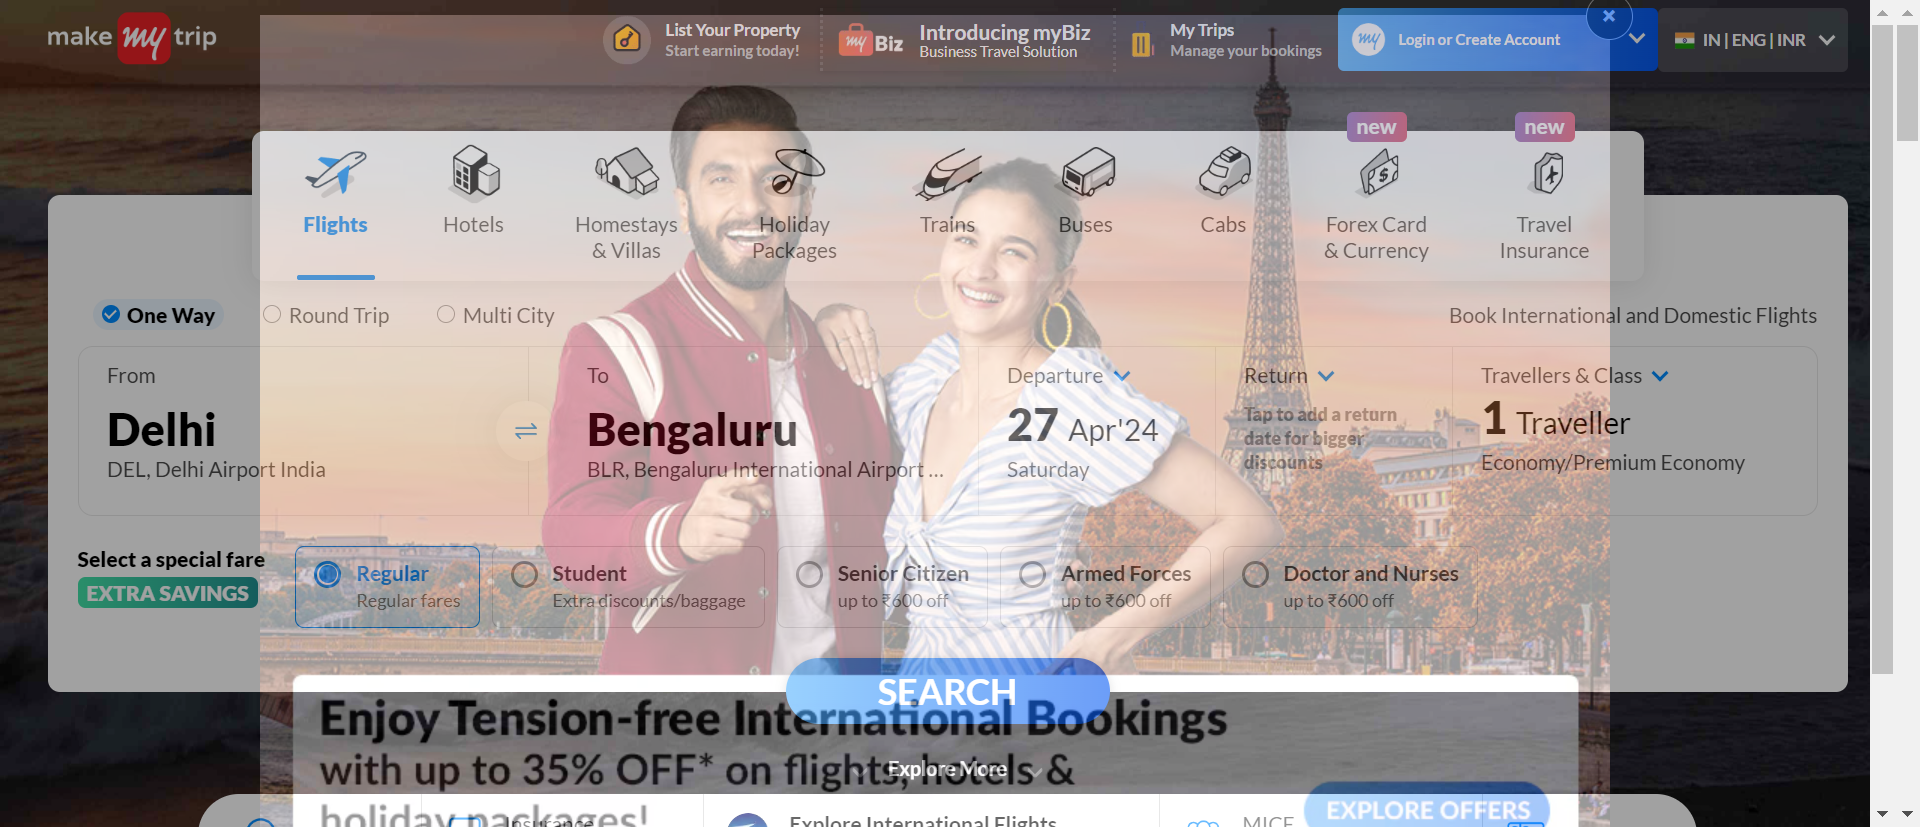 make my trip
List Your Property
Start earning today!
my Biz
Introducing myBiz
Business Travel Solution
My Trips
Manage your bookings
my
Login or Create Account
IN | ENG | INR
new
new
Flights
Hotels
Homestays
& Villas
Holiday
Packages
Trains
Buses
Cabs
Forex Card
& Currency
Travel
Insurance
One Way
Round Trip
Multi City
Book International and Domestic Flights
From
Delhi
DEL, Delhi Airport India
To
Bengaluru
BLR, Bengaluru International Airport ...
Departure
27 Apr'24
Saturday
Return
Tap to add a return
date for bigger
discounts
Travellers & Class
1 Traveller
Economy/Premium Economy
Select a special fare
EXTRA SAVINGS
Regular
Regular fares
Student
Extra discounts/baggage
Senior Citizen
up to ₹600 off
Armed Forces
up to ₹600 off
Doctor and Nurses
up to ₹600 off
SEARCH
Enjoy Tension-free International Bookings
with up to 35% OFF* on flights, hotels &
holiday packages!
Explore More
EXPLORE OFFERS
Insurance
Explore International Flights
MICE